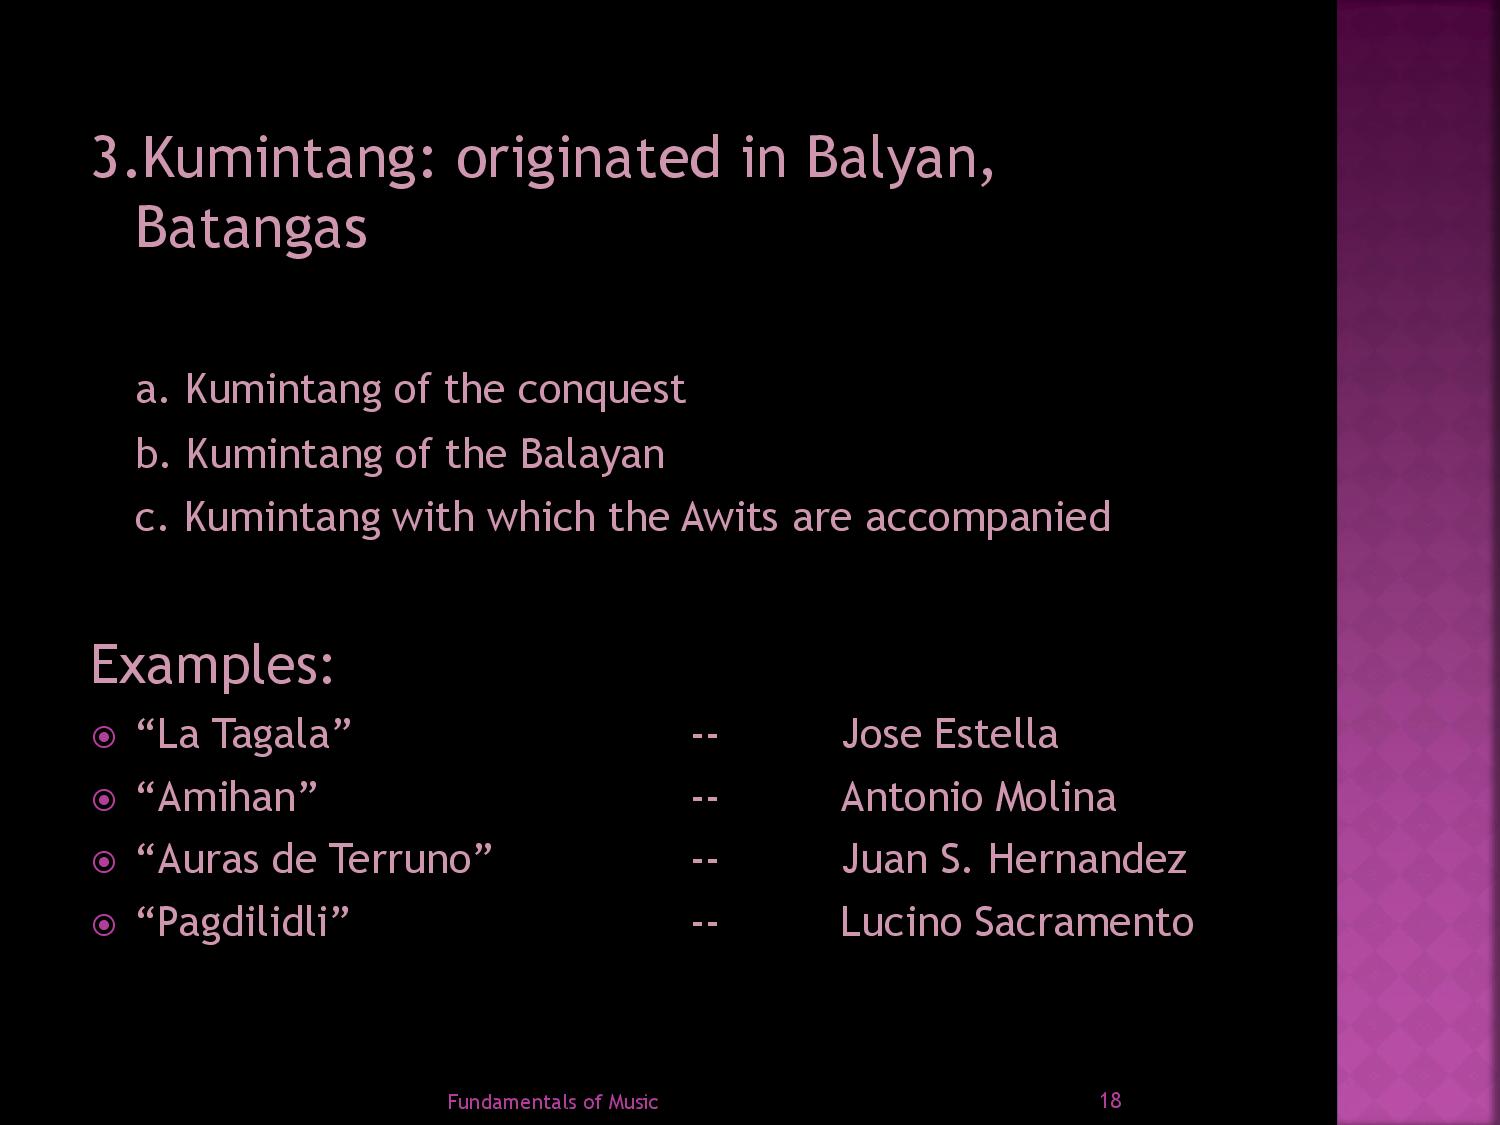 3.Kumintang: originated in Balyan,
Batangas
a. Kumintang of the conquest
b. Kumintang of the Balayan
c. Kumintang with which the Awits are accompanied
Examples:
“La Tagala” -- Jose Estella
“Amihan” -- Antonio Molina
“Auras de Terruno” -- Juan S. Hernandez
“Pagdilidli” -- Lucino Sacramento
Fundamentals of Music 18